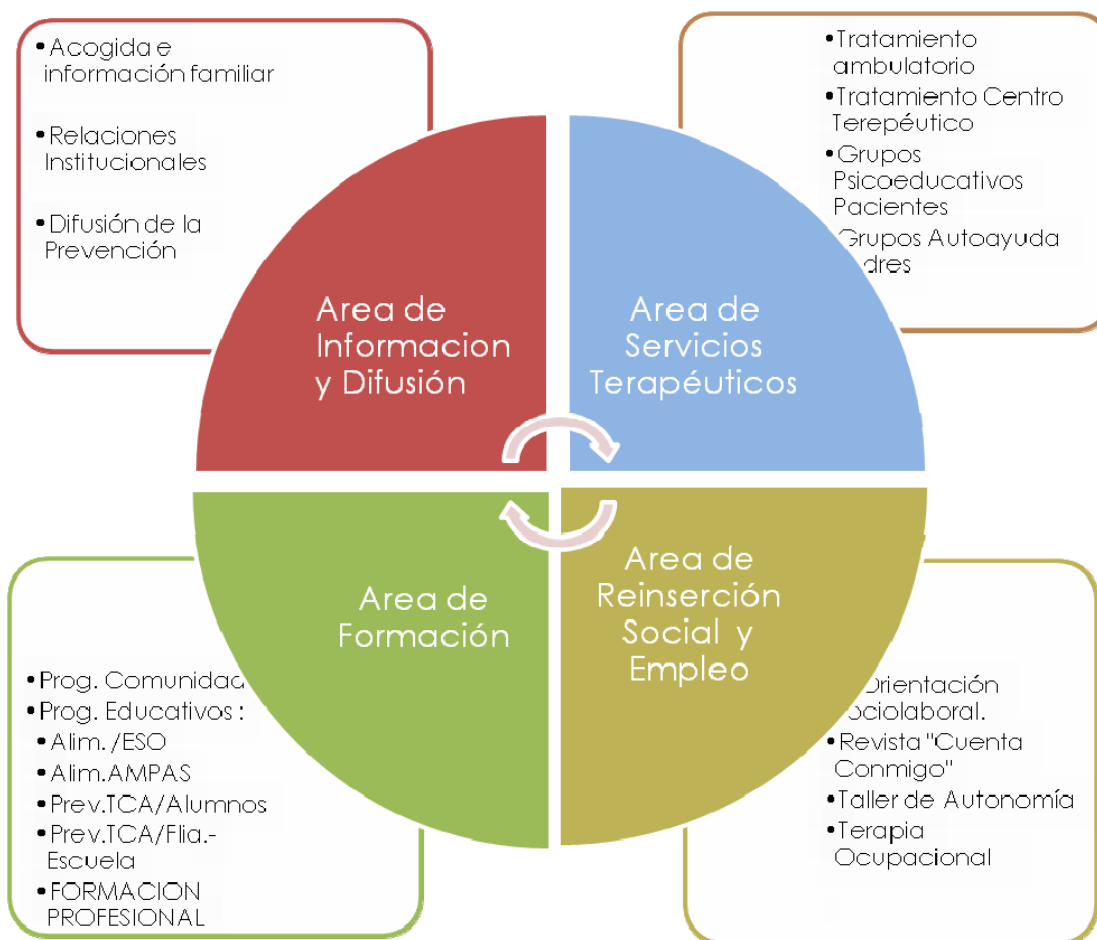 • Acogida e
información familiar
• Relaciones
Institucionales
• Difusión de la
Prevención
• Tratamiento
ambulatorio
• Tratamiento Centro
Terepéutico
• Grupos
Psicoeducativos
Pacientes
Grupos Autoayuda
Area de
Informacion
y Difusión
Area de
Servicios
Terapéuticos
Area de
Formación
Area de
Reinserción
Social y
Empleo
• Prog. Comunidad
• Prog. Educativos :
• Alim. /ESO
• Alim.AMPAS
• Prev.TCA/Alumnos
• Prev.TCA/Flia.-
Escuela
• FORMACION
PROFESIONAL
Orientación
ociolaboral.
• Revista "Cuenta
Conmigo"
• Taller de Autonomía
• Terapia
Ocupacional